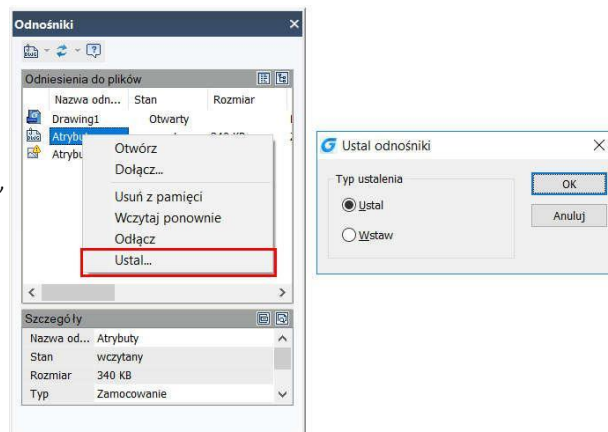 Odnośniki
Odniesienia do plików
Nazwa odn... Stan Rozmiar
Drawing1 Otwarty
Atrybu
Atrybu
Otwórz
Dołącz...
Usuń z pamięci
Wczytaj ponownie
Odłącz
Ustal...
Szczegóły
Nazwa od... Atrybuty
Stan wczytany
Rozmiar 340 KB
Typ Zamocowanie
Ustal odnośniki
Typ ustalenia
Ustal
Wstaw
OK
Anuluj